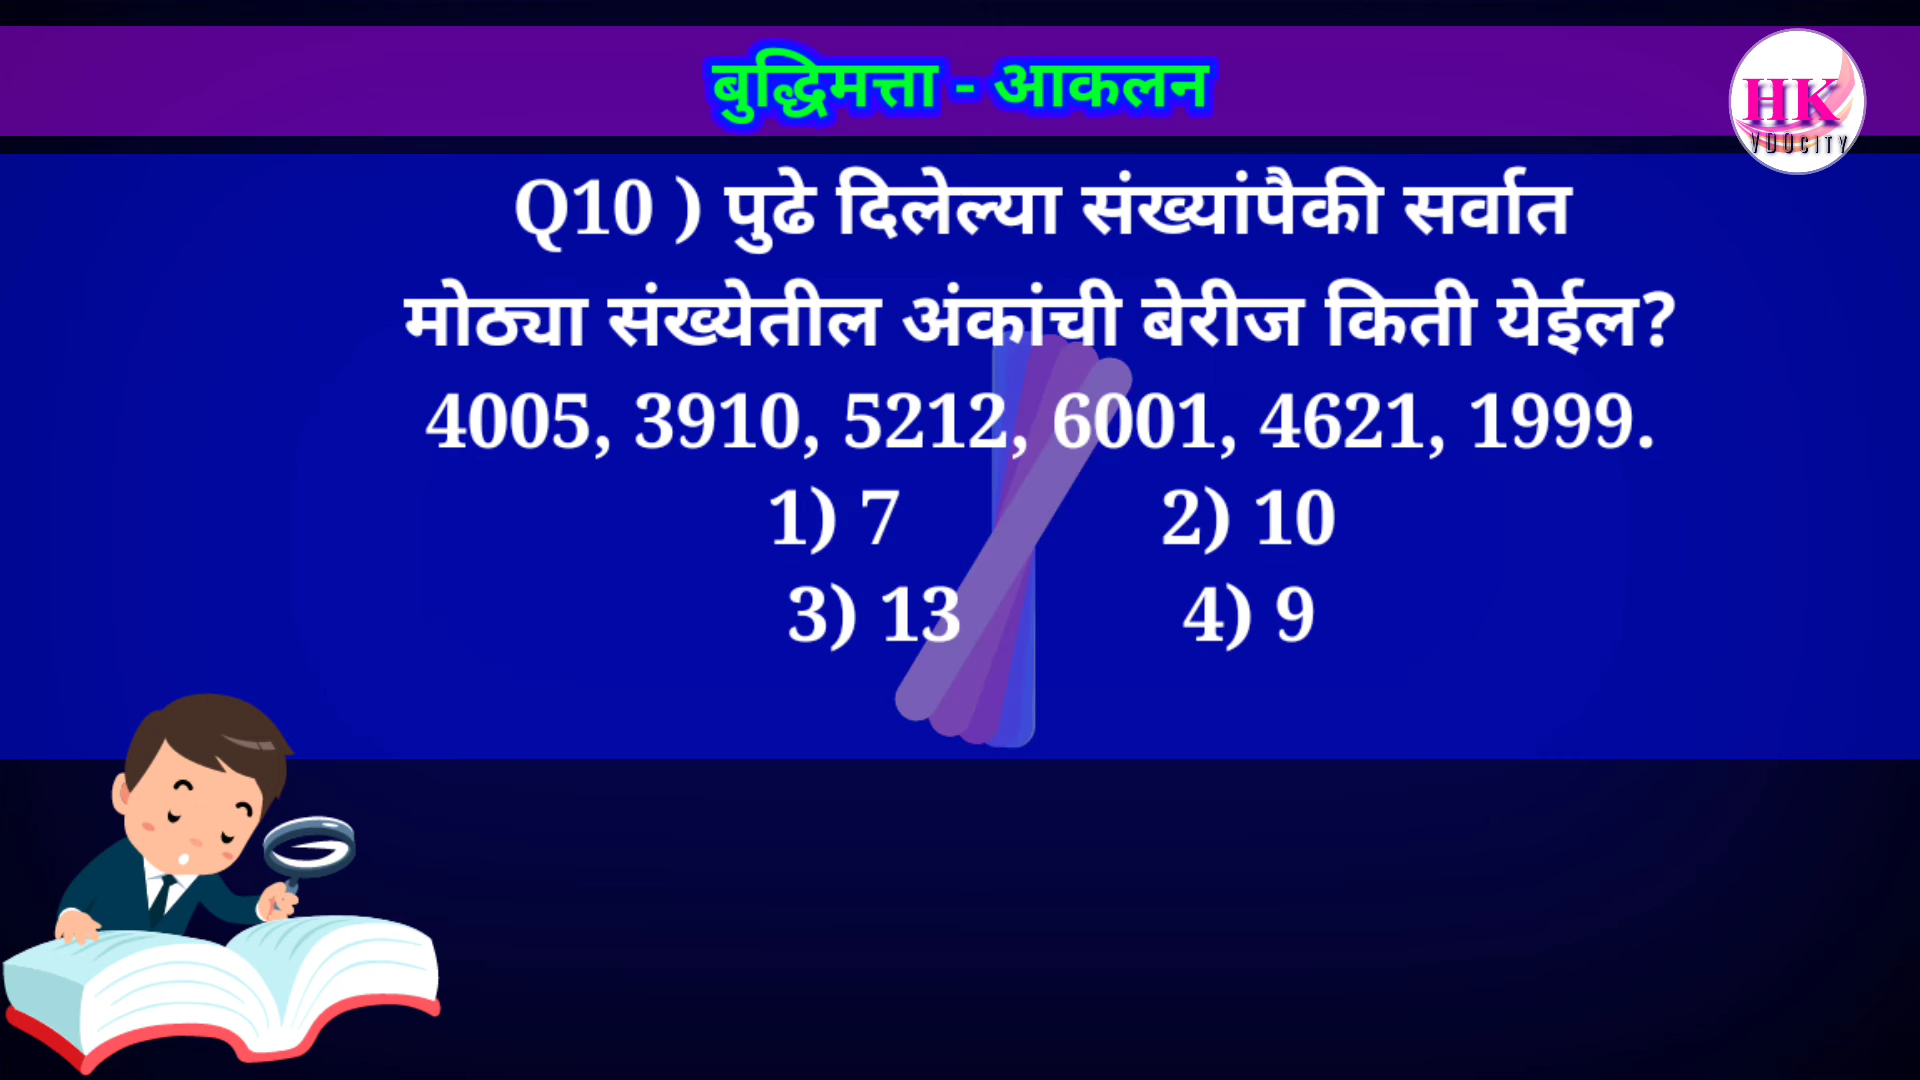 बुद्धिमत्ता - आकलन
HK
VDOCITY
Q10 ) पुढे दिलेल्या संख्यांपैकी सर्वात
मोठ्या संख्येतील अंकांची बेरीज किती येईल?
4005, 3910, 5212, 6001, 4621, 1999.
1) 7 2) 10
3) 13 4) 9